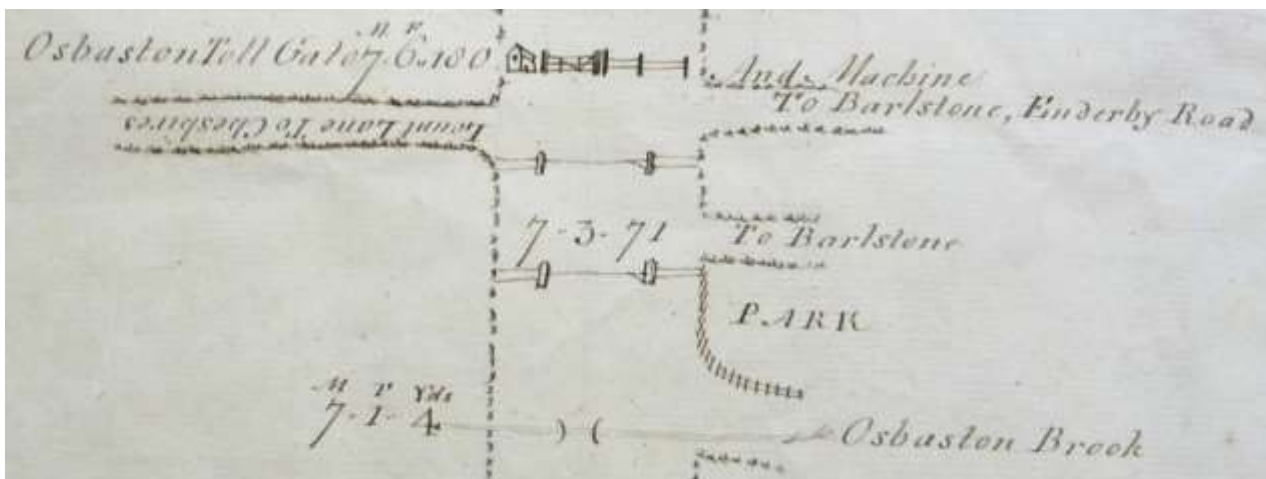 M F.
Osbaston Toll Gate 7.6.180
And Machine
To Barlstone, Enderby Road
Lount Lane To Cheshires
7-3-71
To Barlstone
PARK
M F Yds
7-1-4
Osbaston Brook